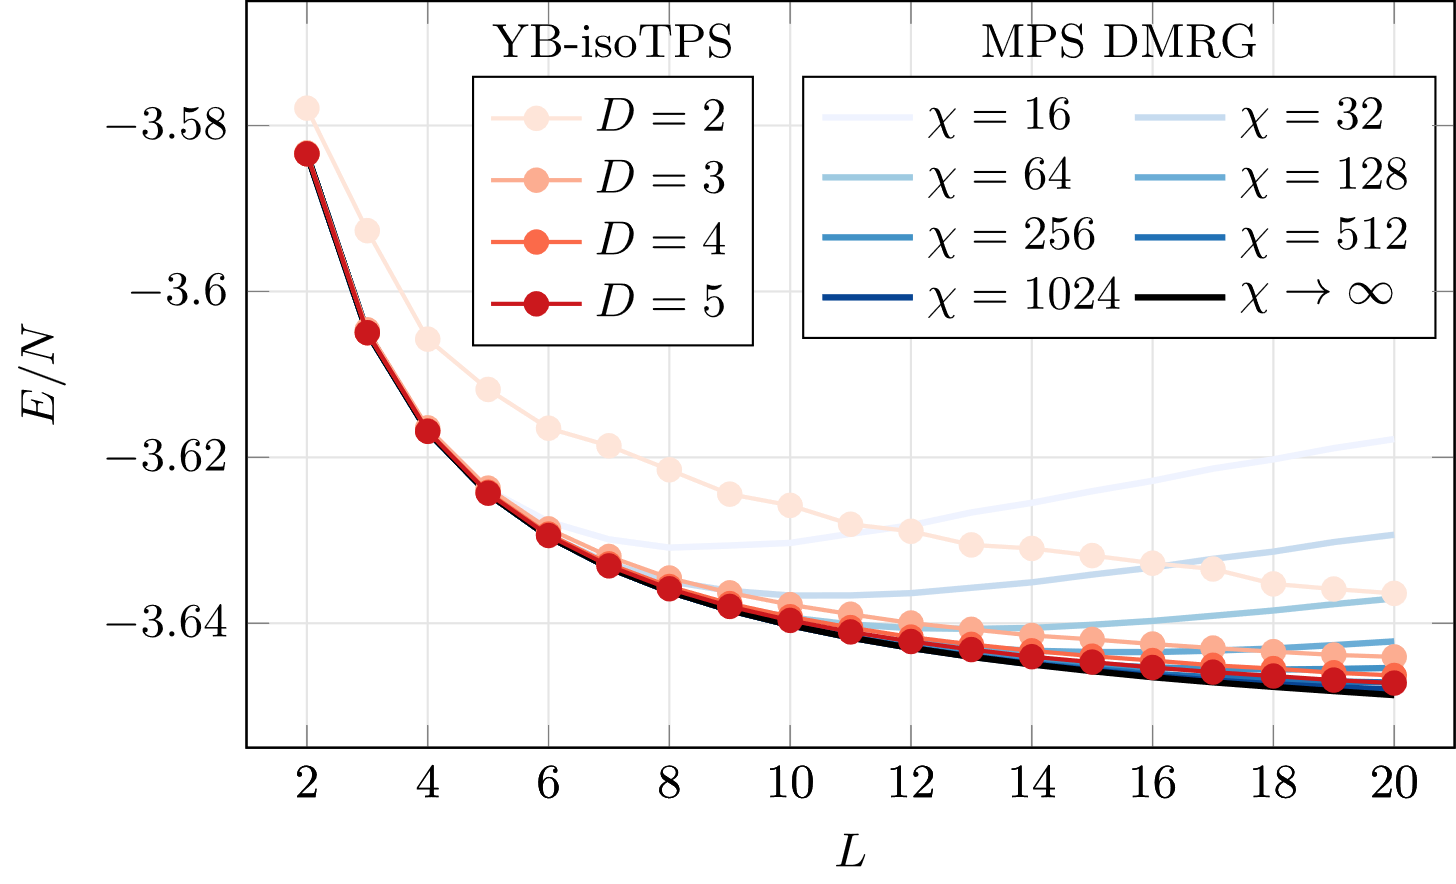 YB-isoTPS
MPS DMRG
D = 2
D = 3
D = 4
D = 5
χ = 16
χ = 32
χ = 64
χ = 128
χ = 256
χ = 512
χ = 1024
χ → ∞
−3.58
−3.6
−3.62
−3.64
E/N
2 4 6 8 10 12 14 16 18 20
L